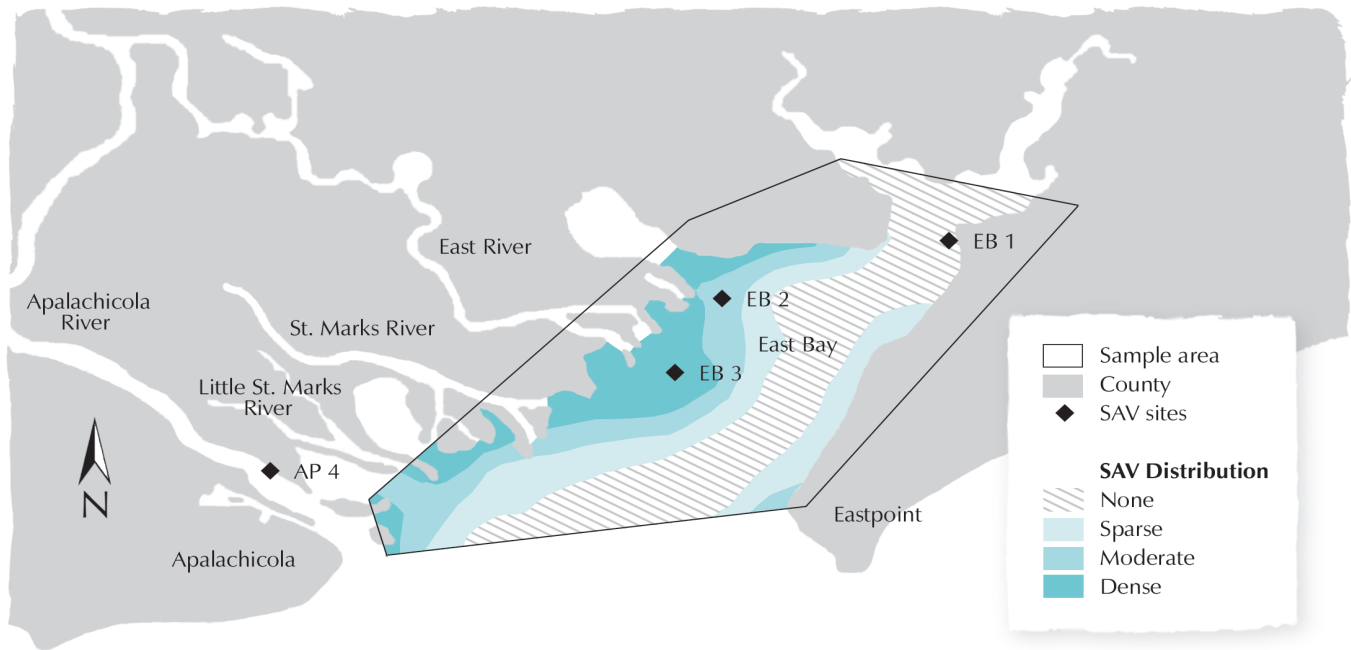 East River
EB 1
Apalachicola
River
EB 2
St. Marks River
East Bay
EB 3
Little St. Marks
River
AP 4
N
Apalachicola
Eastpoint
Sample area
County
SAV sites
SAV Distribution
None
Sparse
Moderate
Dense